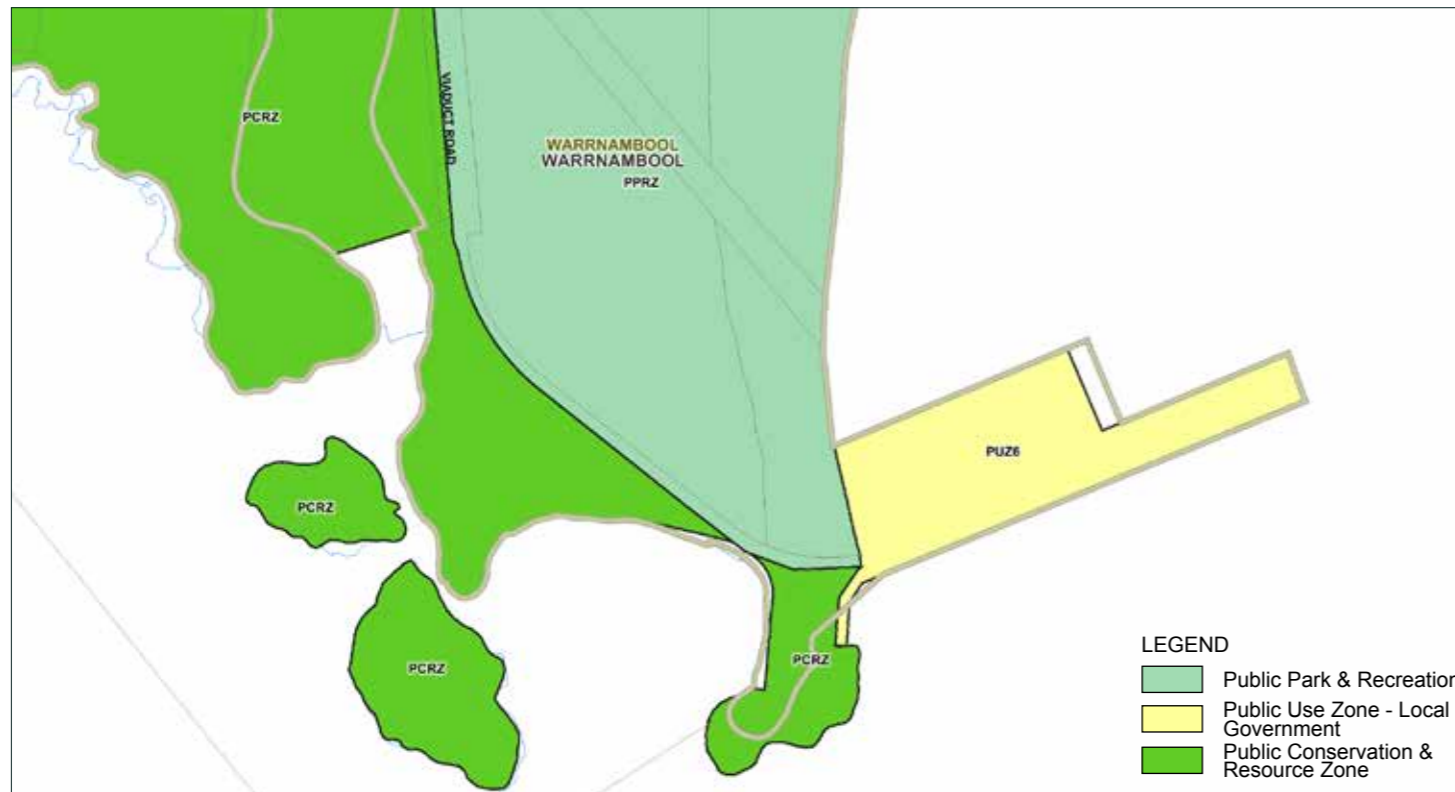 PCRZ
VIADUCT ROAD
WARRNAMBOOL
WARRNAMBOOL
PPRZ
PUZ6
PCRZ
PCRZ
PCRZ
LEGEND
Public Park & Recreation
Public Use Zone - Local
Government
Public Conservation &
Resource Zone